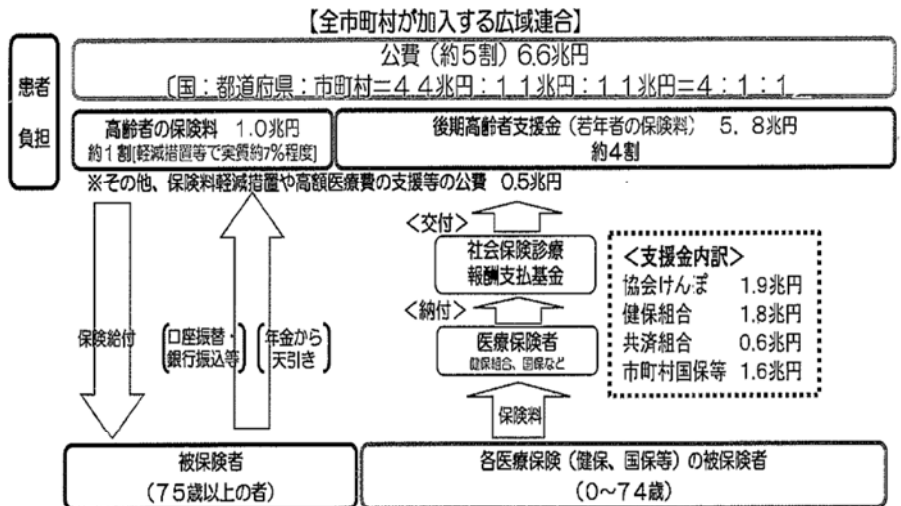 【全市町村が加入する広域連合】
患者
負担
公費(約5割)6.6兆円
〔国:都道府県:市町村=4.4兆円:1.1兆円:1.1兆円=4:1:1
高齢者の保険料 1.0兆円
約1割[軽減措置等で実質約7%程度]
後期高齢者支援金(若年者の保険料) 5.8兆円
約4割
※その他、保険料軽減措置や高額医療費の支援等の公費 0.5兆円
保険給付
口座振替・
銀行振込等
年金から
天引き
<交付>
社会保険診療
報酬支払基金
<納付>
医療保険者
健保組合、国保など
保険料
<支援金内訳>
協会けんぽ 1.9兆円
健保組合 1.8兆円
共済組合 0.6兆円
市町村国保等 1.6兆円
被保険者
(75歳以上の者)
各医療保険(健保、国保等)の被保険者
(0〜74歳)